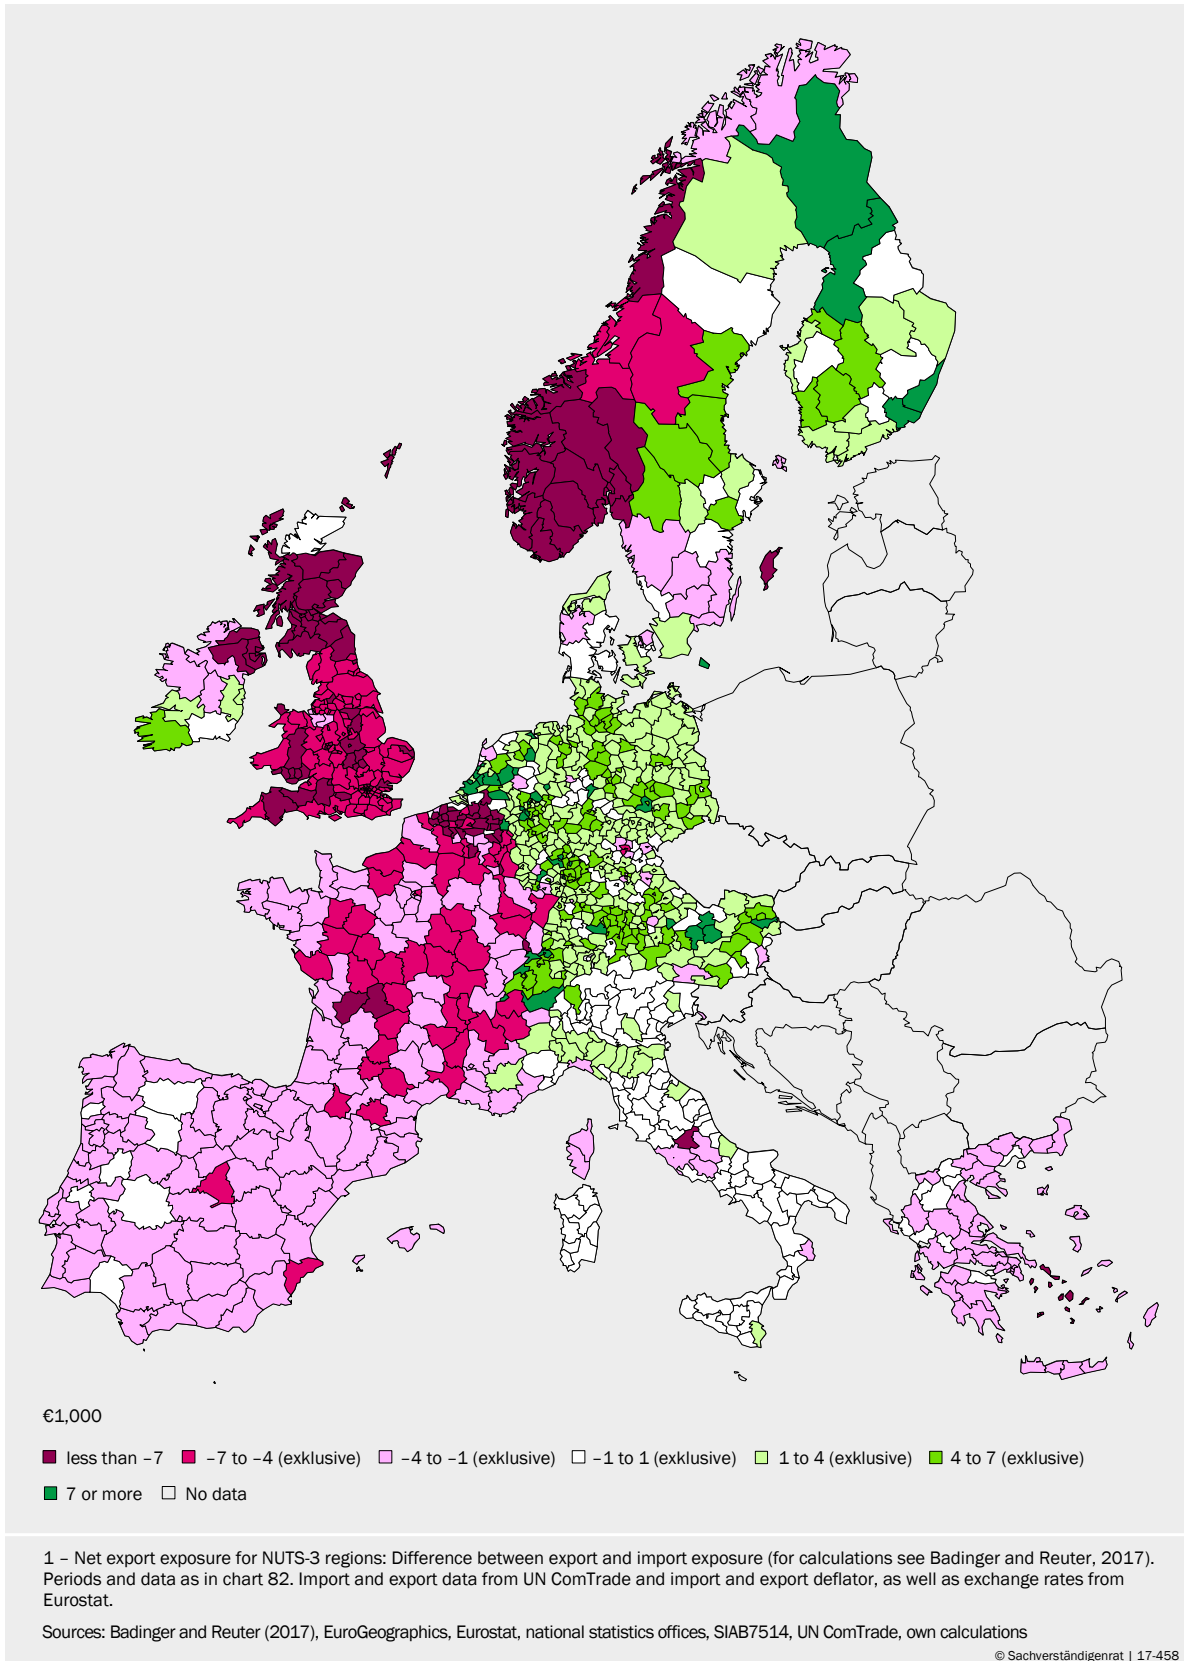 €1,000
less than –7 –7 to –4 (exklusive) –4 to –1 (exklusive) –1 to 1 (exklusive) 1 to 4 (exklusive) 4 to 7 (exklusive)
7 or more No data
1 – Net export exposure for NUTS-3 regions: Difference between export and import exposure (for calculations see Badinger and Reuter, 2017).
Periods and data as in chart 82. Import and export data from UN ComTrade and import and export deflator, as well as exchange rates from
Eurostat.
Sources: Badinger and Reuter (2017), EuroGeographics, Eurostat, national statistics offices, SIAB7514, UN ComTrade, own calculations
© Sachverständigenrat | 17-458